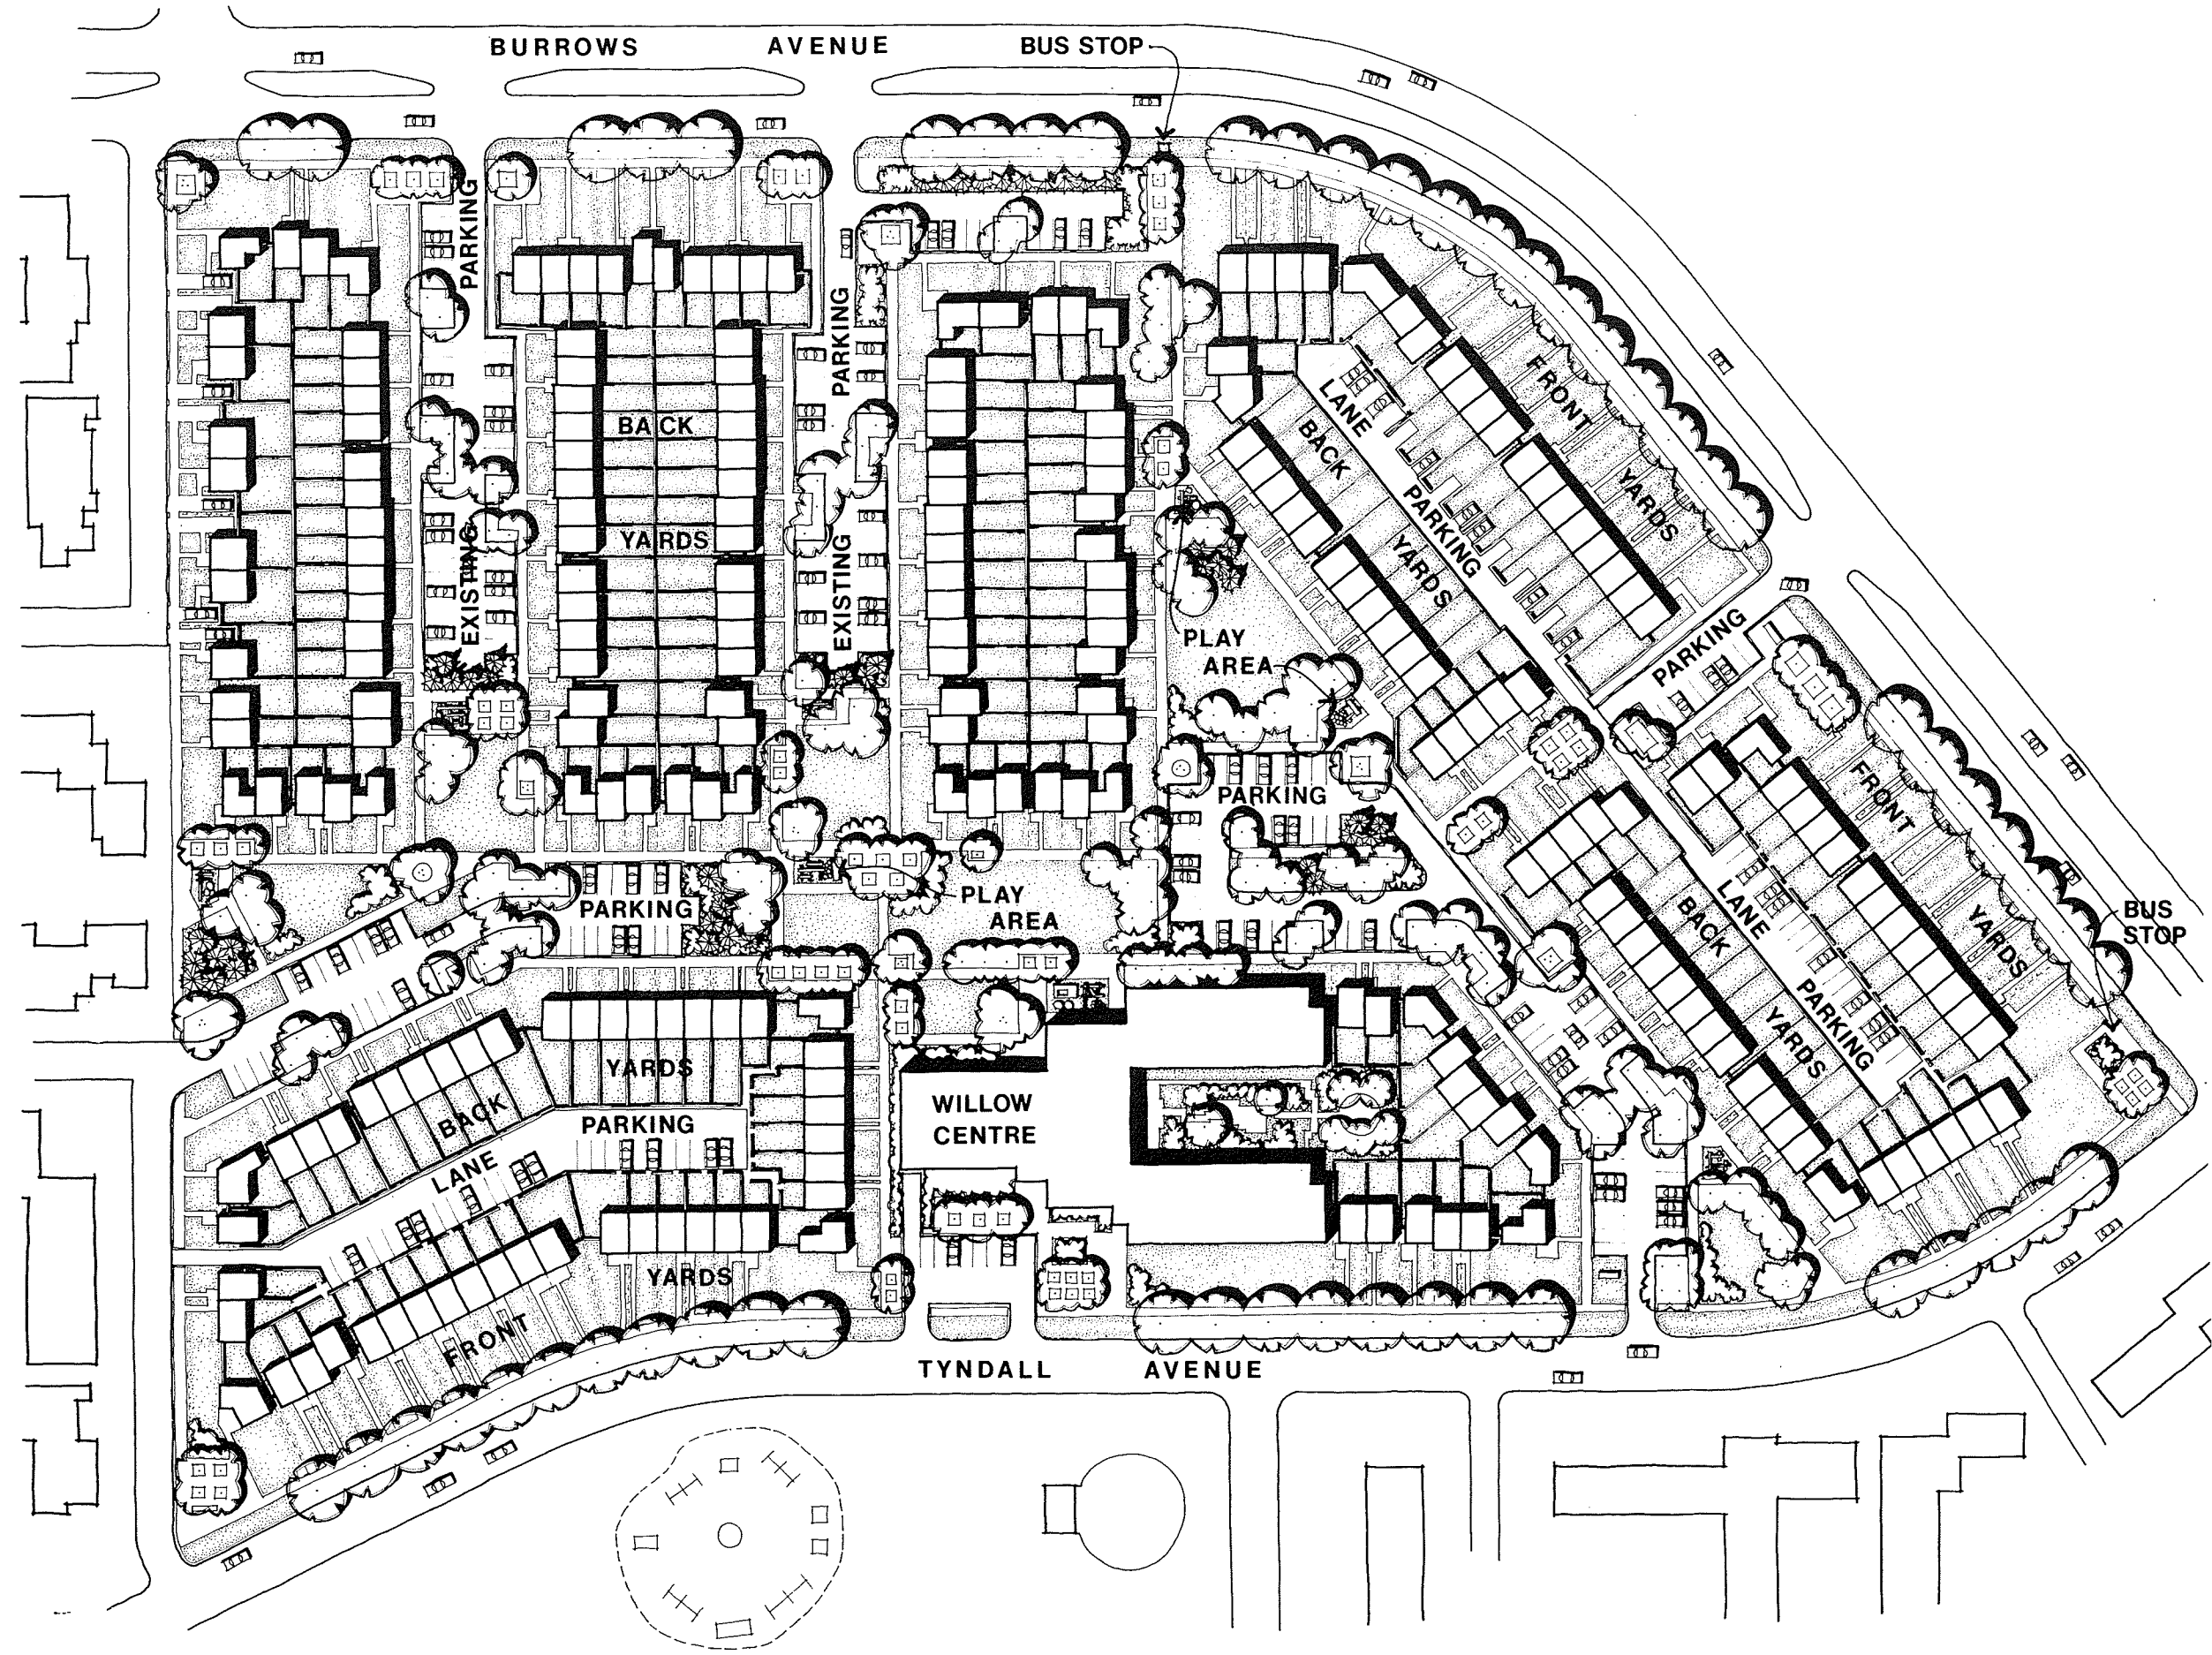 BURROWS AVENUE
BUS STOP
PARKING
EXISTING
BACK
YARDS
PARKING
EXISTING
LANE
PARKING
BACK
YARDS
FRONT
YARDS
PLAY
AREA
PARKING
PARKING
FRONT
YARDS
LANE
PARKING
BACK
YARDS
BUS
STOP
PARKING
PLAY
AREA
YARDS
BACK
PARKING
LANE
WILLOW
CENTRE
YARDS
FRONT
TYNDALL AVENUE